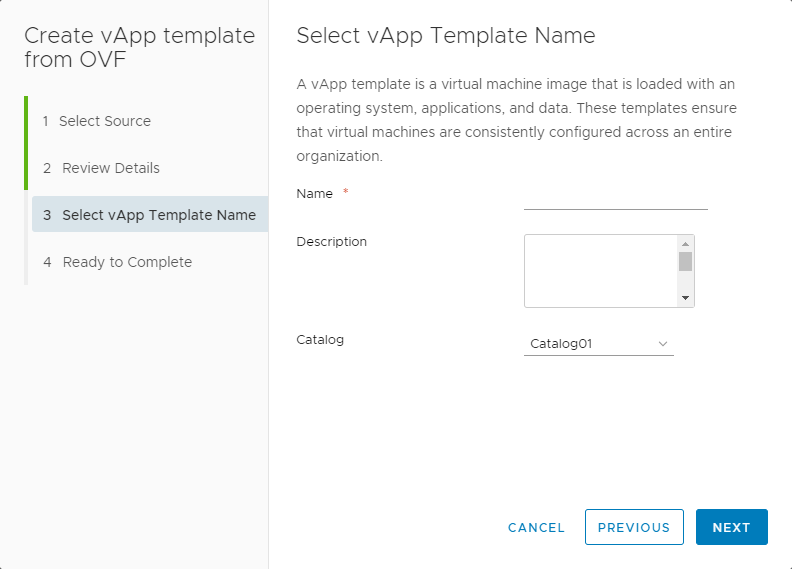 Create vApp template
from OVF
1 Select Source
2 Review Details
3 Select vApp Template Name
4 Ready to Complete
Select vApp Template Name
A vApp template is a virtual machine image that is loaded with an
operating system, applications, and data. These templates ensure
that virtual machines are consistently configured across an entire
organization.
Name *
Description
Catalog
Catalog01
CANCEL
PREVIOUS
NEXT